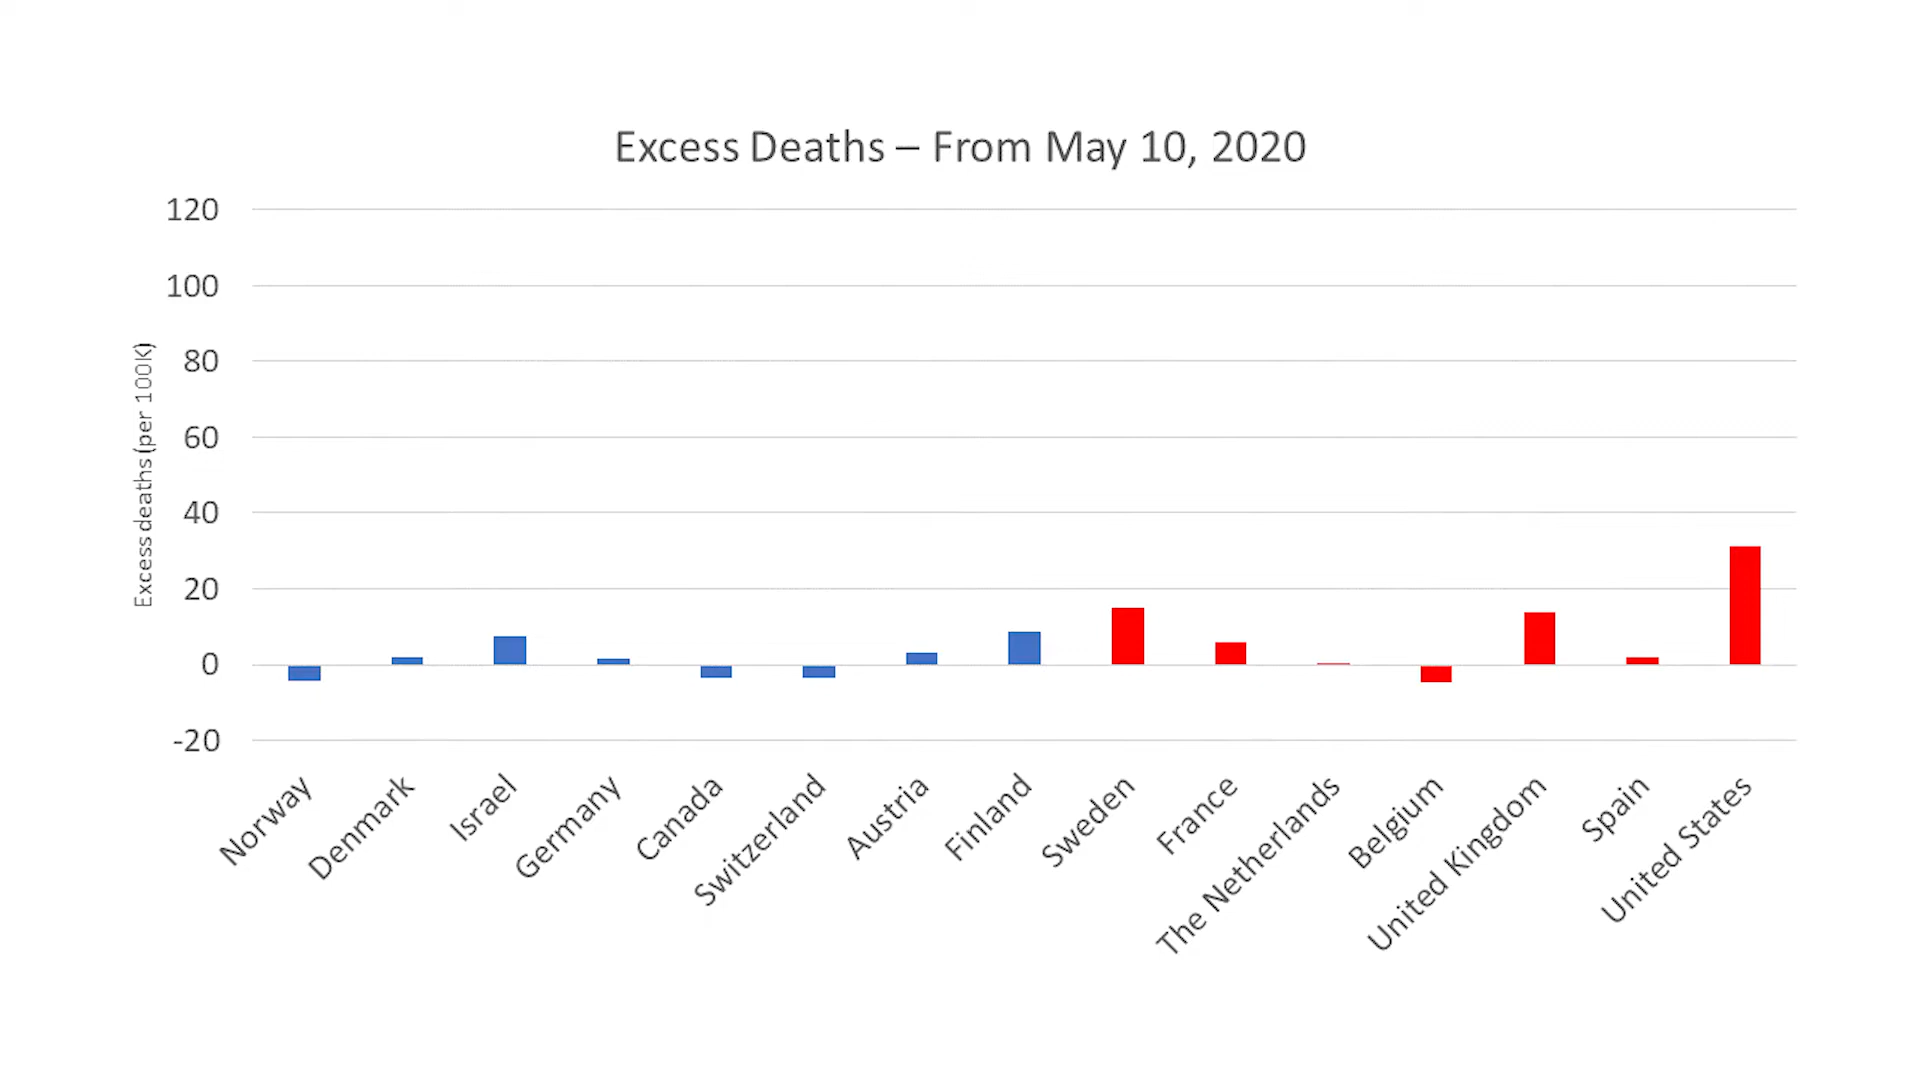 Excess Deaths – From May 10, 2020
120
100
80
60
40
20
0
-20
Excess deaths (per 100K)
Norway
Denmark
Israel
Germany
Canada
Switzerland
Austria
Finland
Sweden
France
The Netherlands
Belgium
United Kingdom
Spain
United States